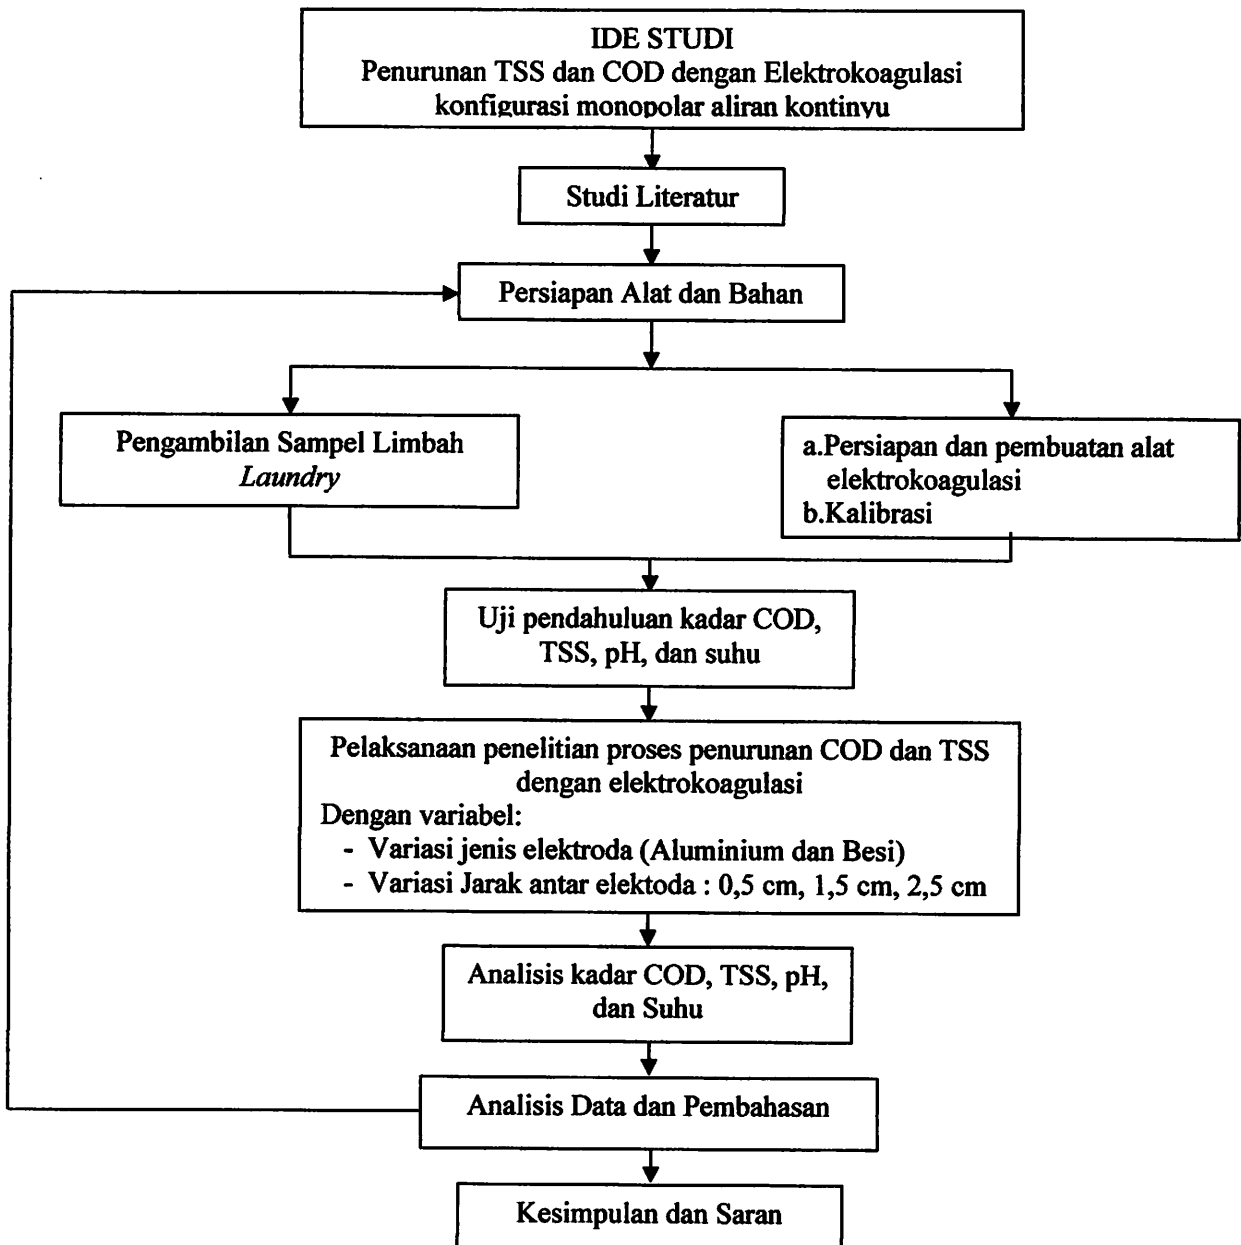 IDE STUDI
Penurunan TSS dan COD dengan Elektrokoagulasi
konfigurasi monopolar aliran kontinyu
Studi Literatur
Persiapan Alat dan Bahan
Pengambilan Sampel Limbah
Laundry
a.Persiapan dan pembuatan alat
elektrokoagulasi
b.Kalibrasi
Uji pendahuluan kadar COD,
TSS, pH, dan suhu
Pelaksanaan penelitian proses penurunan COD dan TSS
dengan elektrokoagulasi
Dengan variabel:
- Variasi jenis elektroda (Aluminium dan Besi)
- Variasi Jarak antar elektoda : 0,5 cm, 1,5 cm, 2,5 cm
Analisis kadar COD, TSS, pH,
dan Suhu
Analisis Data dan Pembahasan
Kesimpulan dan Saran